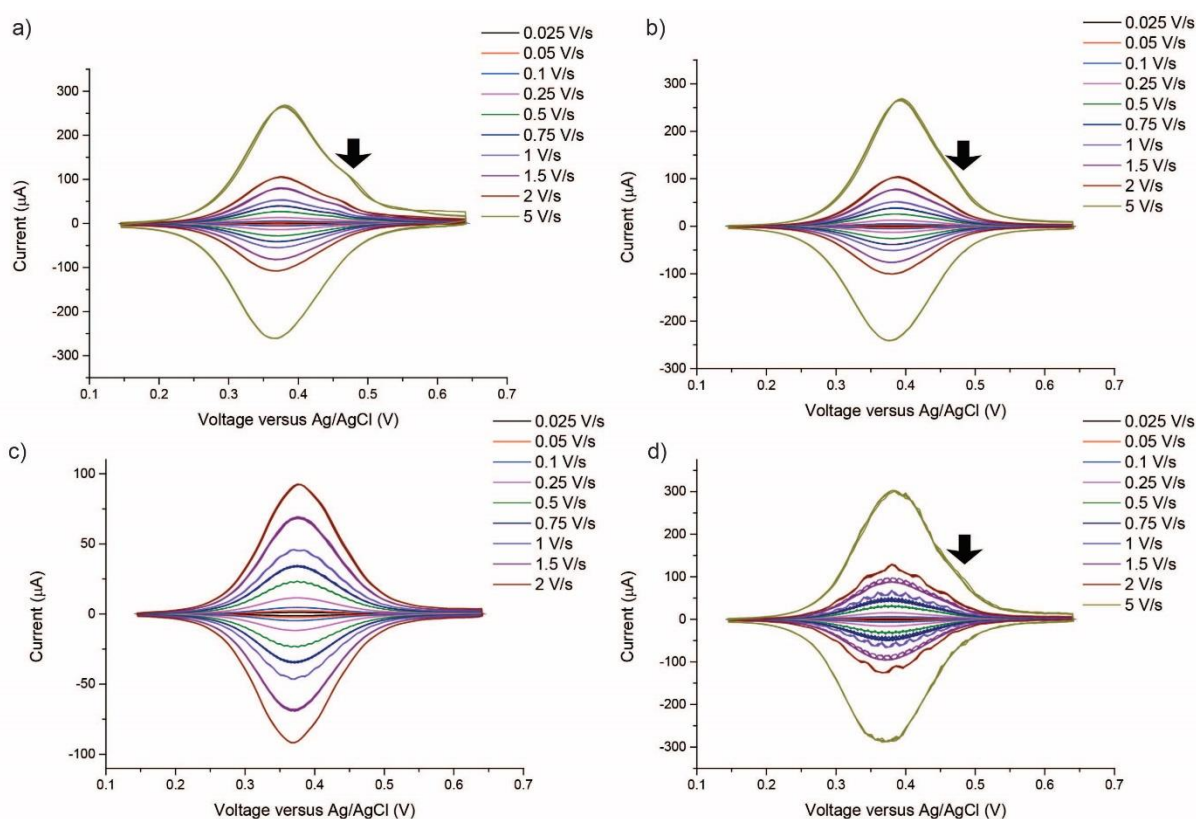 a)
0.025 V/s
0.05 V/s
0.1 V/s
0.25 V/s
0.5 V/s
0.75 V/s
1 V/s
1.5 V/s
2 V/s
5 V/s
300
200
100
0
-100
-200
-300
Current (µA)
0.1 0.2 0.3 0.4 0.5 0.6 0.7
Voltage versus Ag/AgCl (V)
b)
0.025 V/s
0.05 V/s
0.1 V/s
0.25 V/s
0.5 V/s
0.75 V/s
1 V/s
1.5 V/s
2 V/s
5 V/s
300
200
100
0
-100
-200
-300
Current (µA)
0.1 0.2 0.3 0.4 0.5 0.6 0.7
Voltage versus Ag/AgCl (V)
c)
0.025 V/s
0.05 V/s
0.1 V/s
0.25 V/s
0.5 V/s
0.75 V/s
1 V/s
1.5 V/s
2 V/s
100
50
0
-50
-100
Current (µA)
0.1 0.2 0.3 0.4 0.5 0.6 0.7
Voltage versus Ag/AgCl (V)
d)
0.025 V/s
0.05 V/s
0.1 V/s
0.25 V/s
0.5 V/s
0.75 V/s
1 V/s
1.5 V/s
2 V/s
5 V/s
300
200
100
0
-100
-200
-300
Current (µA)
0.1 0.2 0.3 0.4 0.5 0.6 0.7
Voltage versus Ag/AgCl (V)